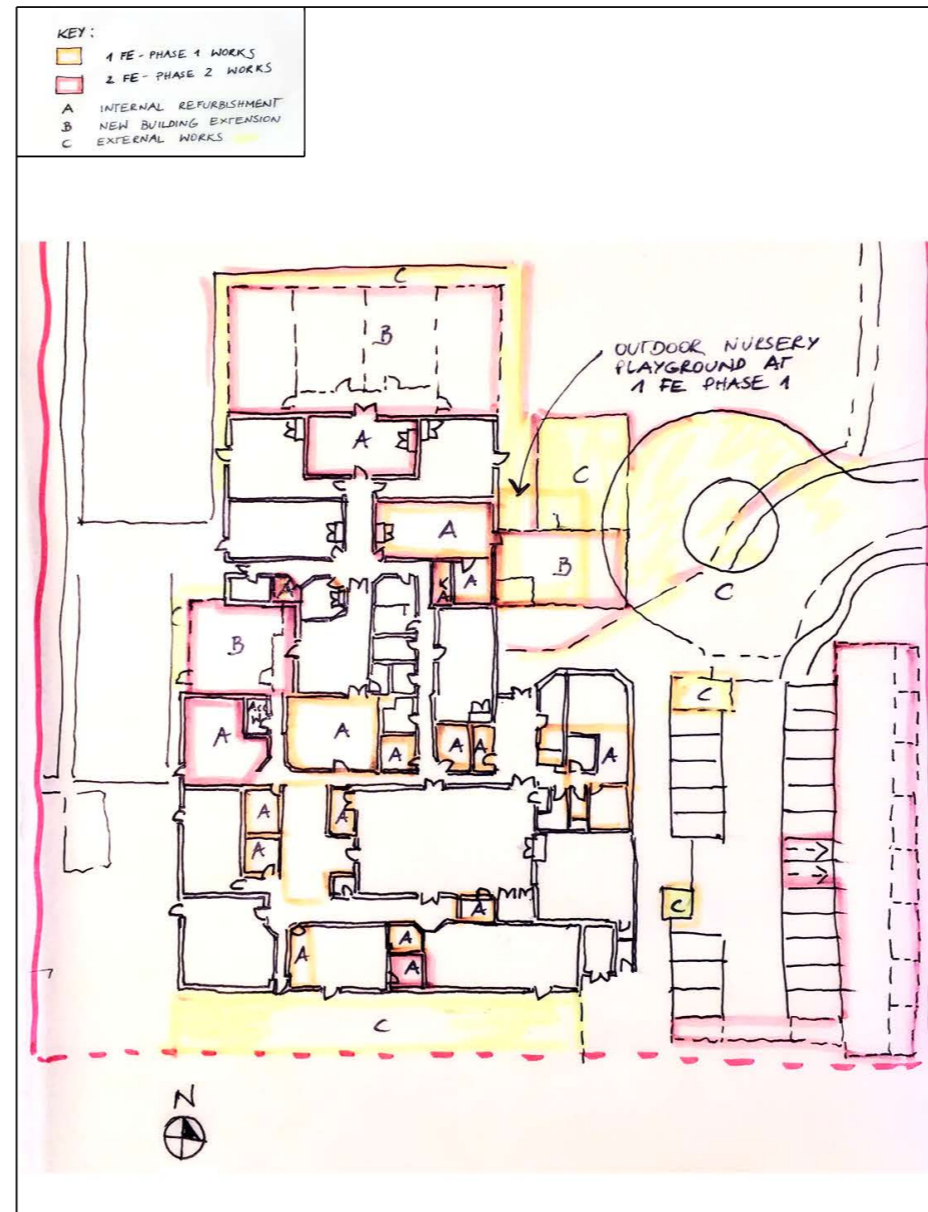 KEY:
1 FE - PHASE 1 WORKS
2 FE - PHASE 2 WORKS
A INTERNAL REFURBISHMENT
B NEW BUILDING EXTENSION
C EXTERNAL WORKS
C
B
OUTDOOR NURSERY
PLAYGROUND AT
1 FE PHASE 1
A
C
A
B
A
A
C
C
B
C
A
A
A
A
A
A
A
A
A
C
A
A
A
A
C
N